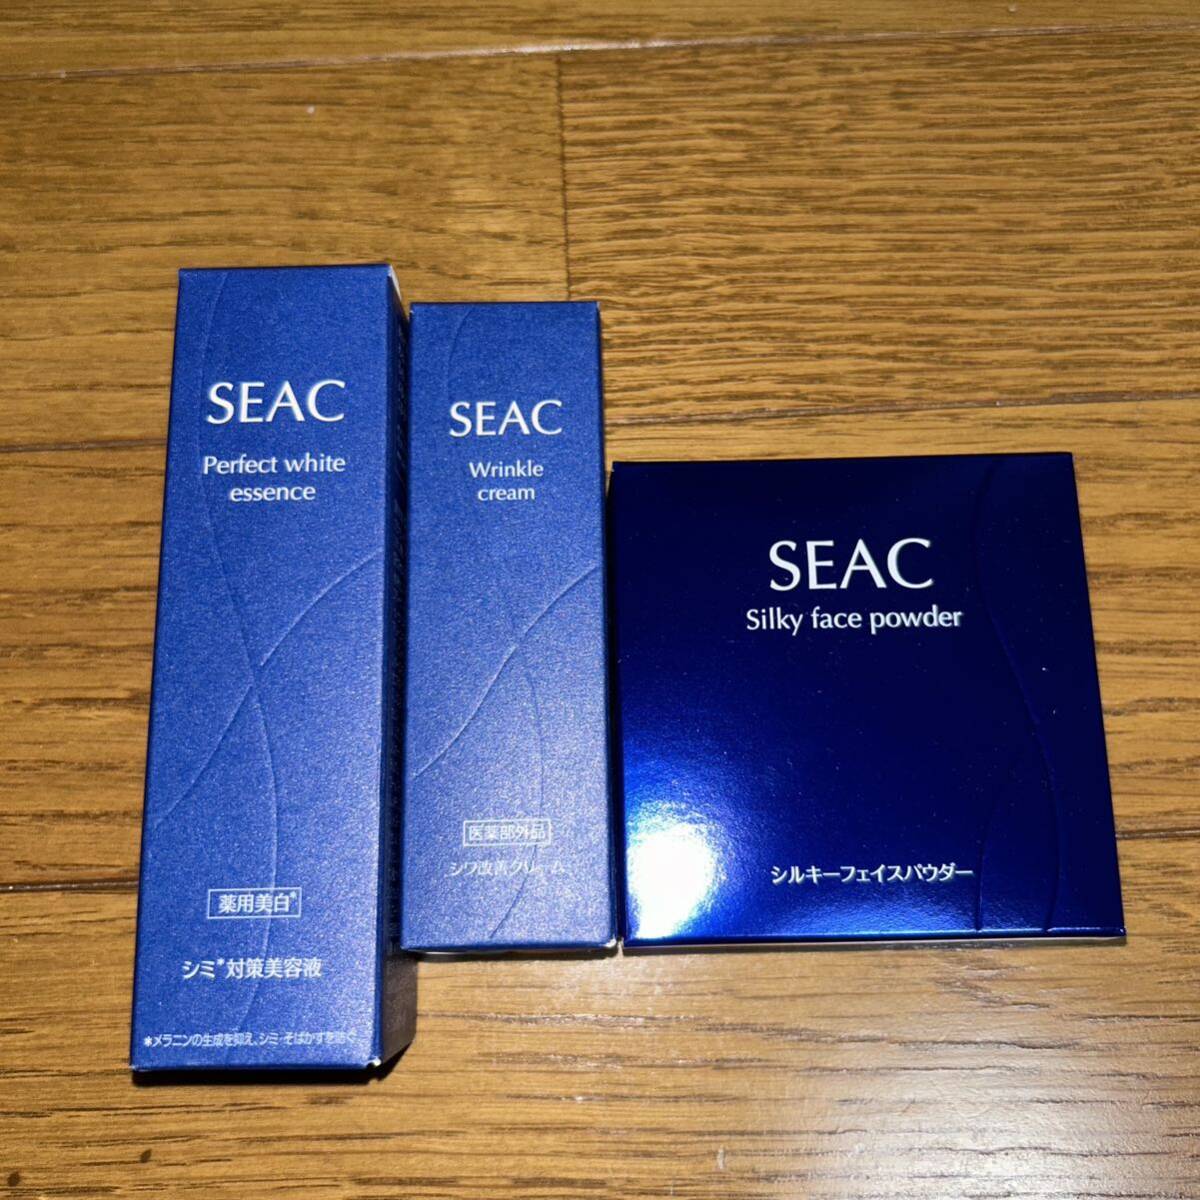 SEAC
Perfect white
essence
薬用美白*
シミ*対策美容液
*メラニンの生成を抑え、シミ・そばかすを防ぐ
SEAC
Wrinkle
cream
医薬部外品
シワ改善クリーム
SEAC
Silky face powder
シルキーフェイスパウダー